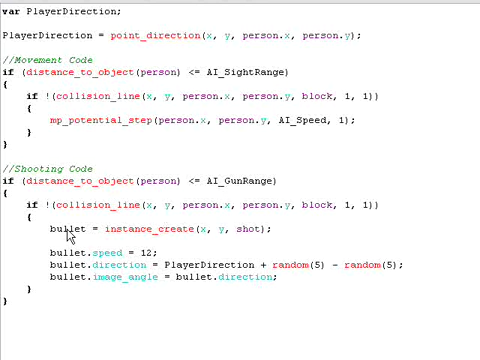 var PlayerDirection;
PlayerDirection = point_direction(x, y, person.x, person.y);
//Movement Code
if (distance_to_object(person) <= AI_SightRange)
{
if !(collision_line(x, y, person.x, person.y, block, 1, 1))
{
mp_potential_step(person.x, person.y, AI_Speed, 1);
}
}
//Shooting Code
if (distance_to_object(person) <= AI_GunRange)
{
if !(collision_line(x, y, person.x, person.y, block, 1, 1))
{
bullet = instance_create(x, y, shot);
bullet.speed = 12;
bullet.direction = PlayerDirection + random(5) - random(5);
bullet.image_angle = bullet.direction;
}
}